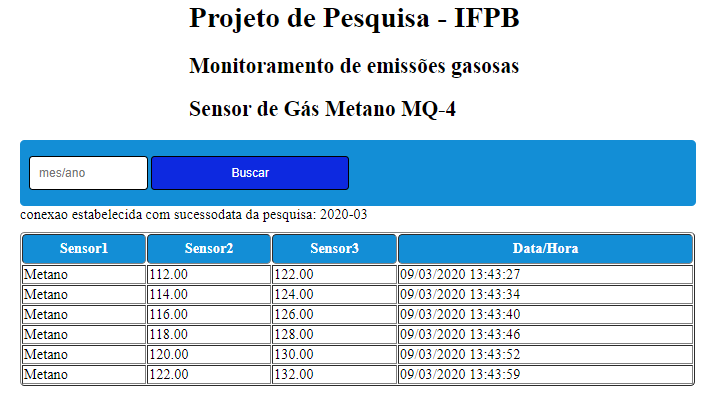 Projeto de Pesquisa - IFPB
Monitoramento de emissões gasosas
Sensor de Gás Metano MQ-4
mes/ano Buscar
conexao estabelecida com sucessodata da pesquisa: 2020-03
Sensor1 Sensor2 Sensor3 Data/Hora
Metano 112.00 122.00 09/03/2020 13:43:27
Metano 114.00 124.00 09/03/2020 13:43:34
Metano 116.00 126.00 09/03/2020 13:43:40
Metano 118.00 128.00 09/03/2020 13:43:46
Metano 120.00 130.00 09/03/2020 13:43:52
Metano 122.00 132.00 09/03/2020 13:43:59